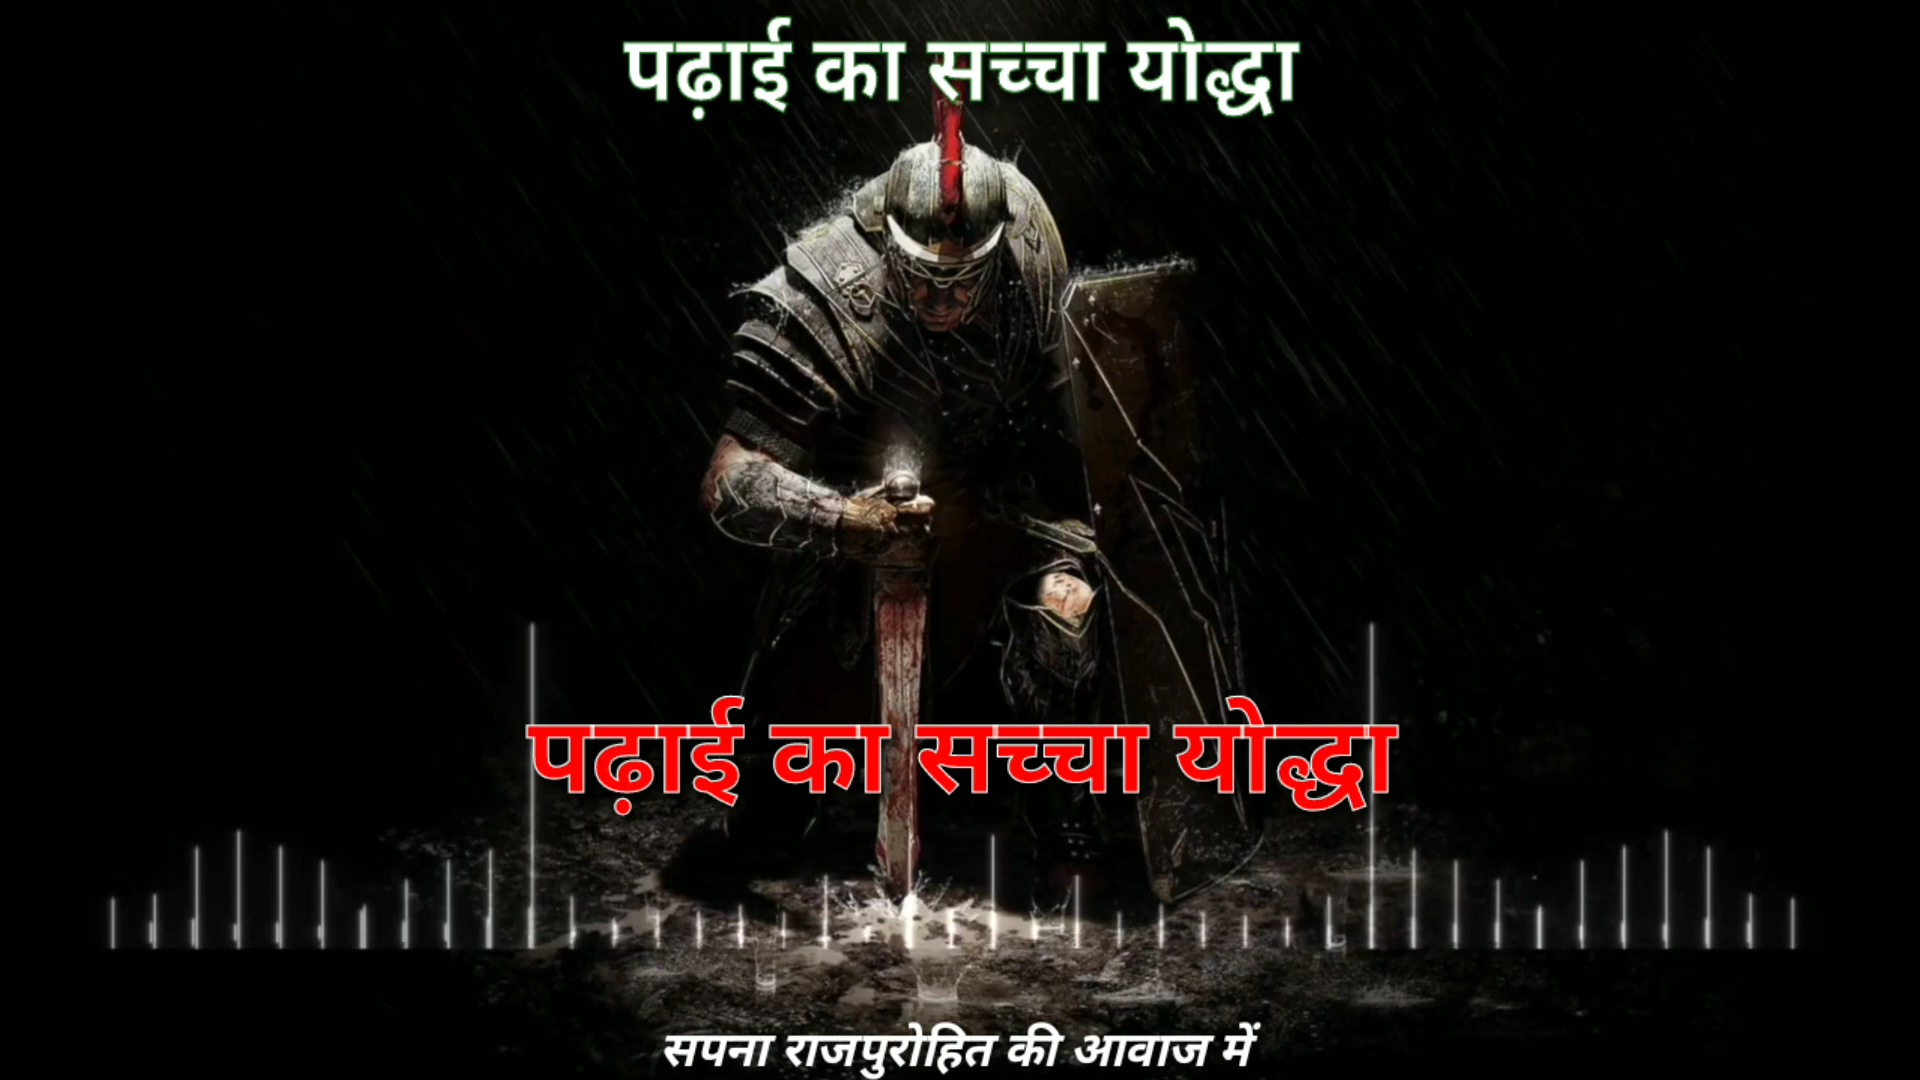 पढ़ाई का सच्चा योद्धा
पढ़ाई का सच्चा योद्धा
सपना राजपुरोहित की आवाज में